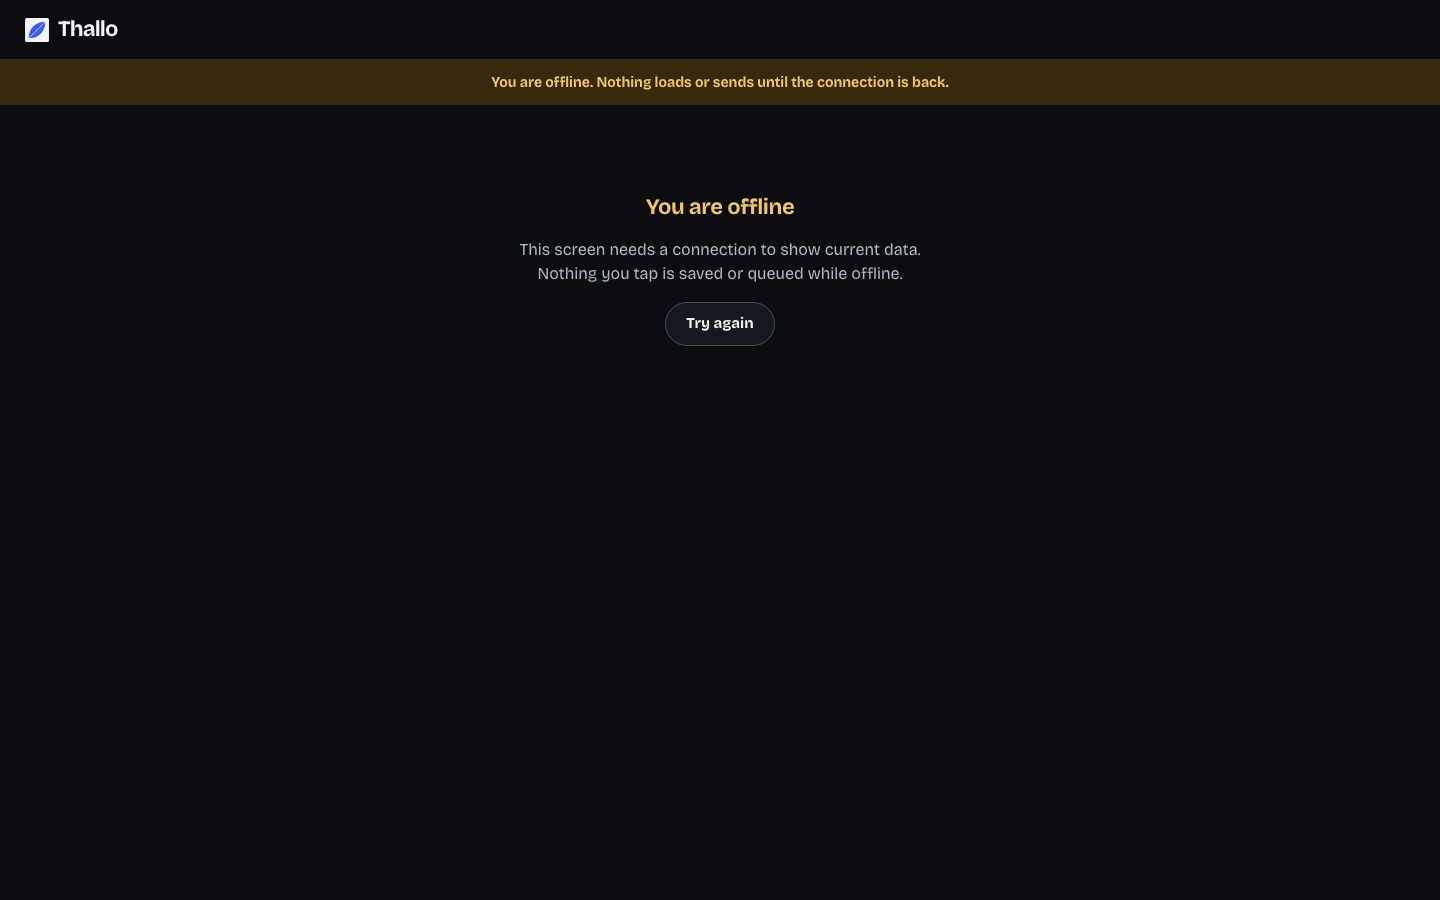 Thallo
You are offline. Nothing loads or sends until the connection is back.
You are offline
This screen needs a connection to show current data.
Nothing you tap is saved or queued while offline.
Try again